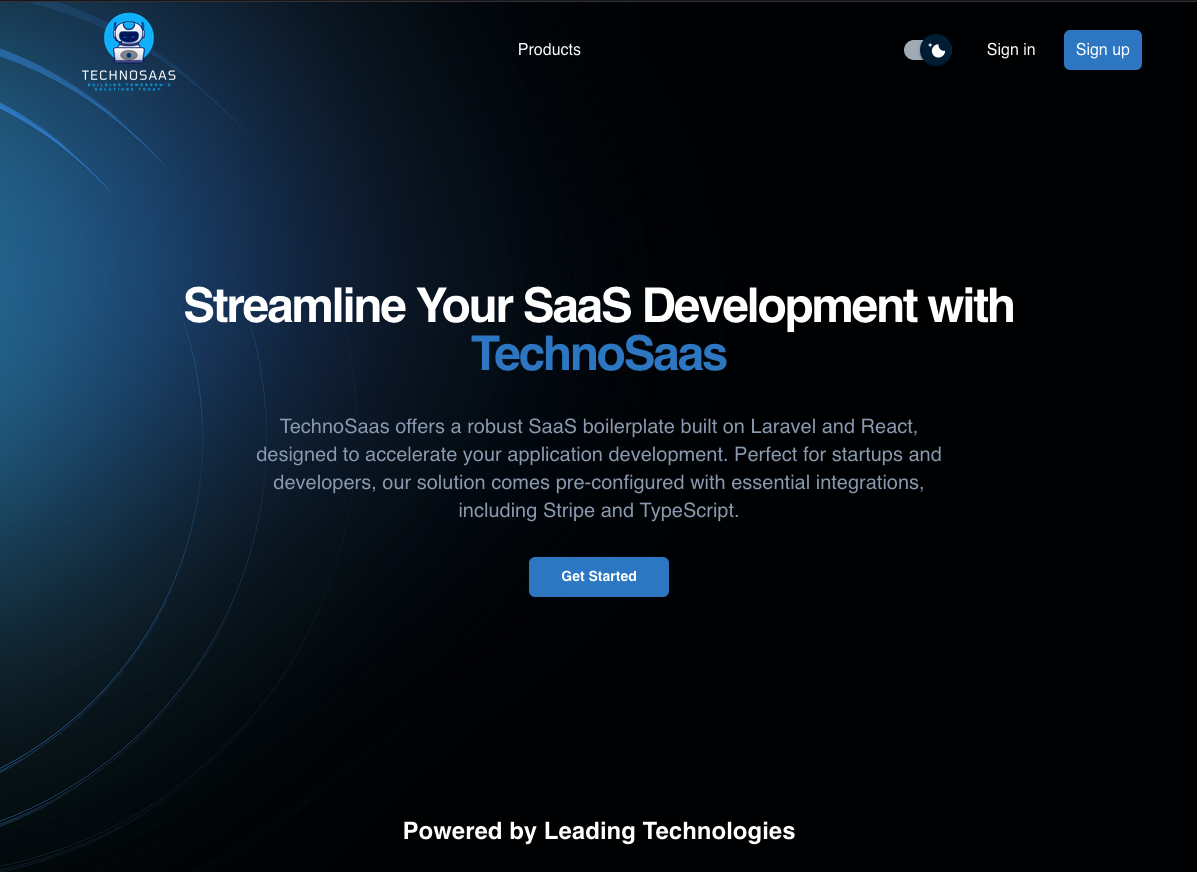 TECHNOSAAS
BUILDING TOMORROW'S
SOLUTIONS TODAY.
Products
Sign in
Sign up
Streamline Your SaaS Development with
TechnoSaas
TechnoSaas offers a robust SaaS boilerplate built on Laravel and React,
designed to accelerate your application development. Perfect for startups and
developers, our solution comes pre-configured with essential integrations,
including Stripe and TypeScript.
Get Started
Powered by Leading Technologies